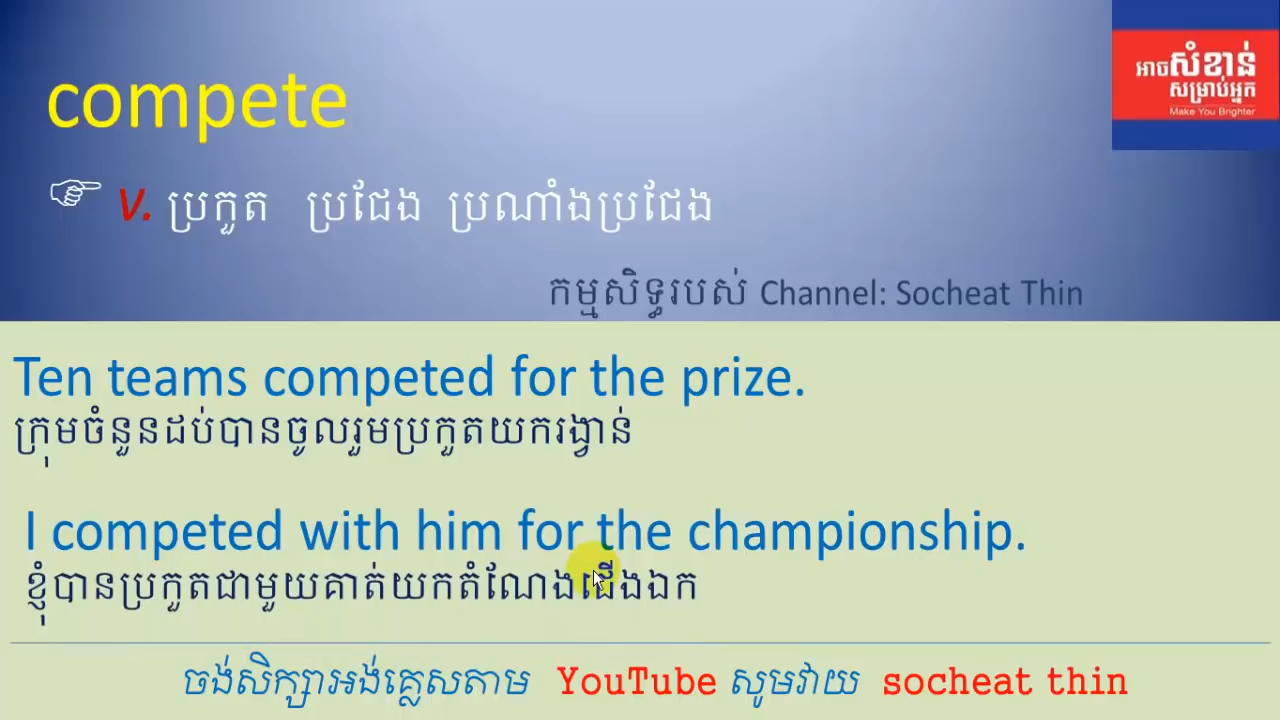 compete
អាចសំខាន់
សម្រាប់អ្នក
Make You Brighter
☞ v. ប្រកួត ប្រជែង ប្រណាំងប្រជែង
កម្មសិទ្ធរបស់ Channel: Socheat Thin
Ten teams competed for the prize.
ក្រុមចំនួនដប់បានចូលរួមប្រកួតយករង្វាន់
I competed with him for the championship.
ខ្ញុំបានប្រកួតជាមួយគាត់យកតំណែងជើងឯក
ចង់សិក្សាអង់គ្លេសតាម YouTube សូមវាយ socheat thin